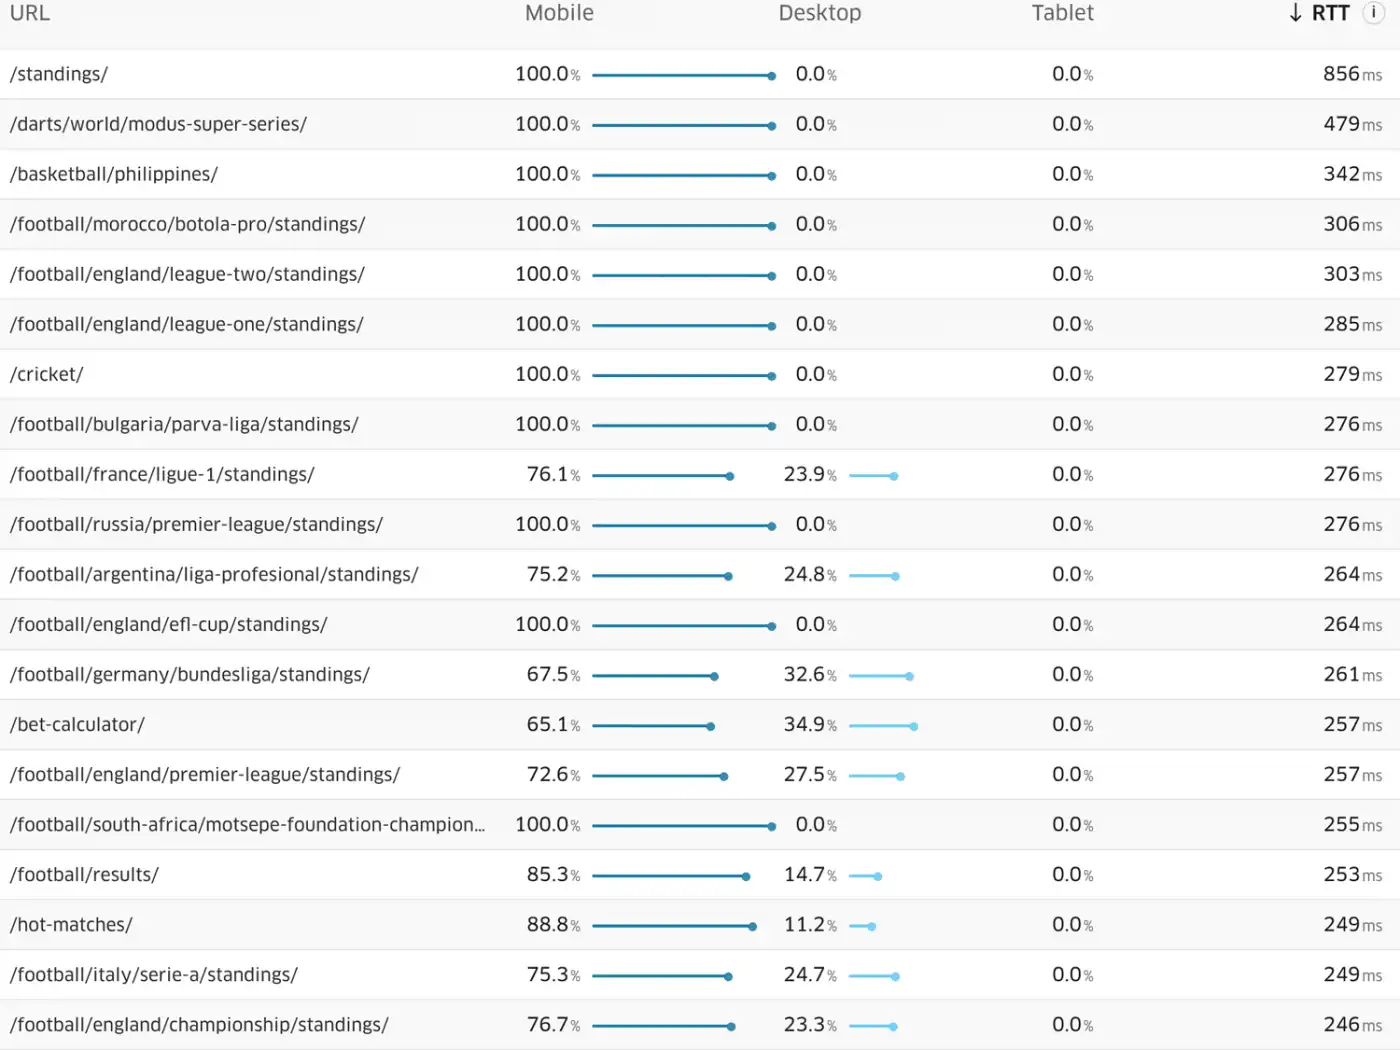 URL Mobile Desktop Tablet ↓ RTT i
/standings/ 100.0% 0.0% 0.0% 856ms
/darts/world/modus-super-series/ 100.0% 0.0% 0.0% 479ms
/basketball/philippines/ 100.0% 0.0% 0.0% 342ms
/football/morocco/botola-pro/standings/ 100.0% 0.0% 0.0% 306ms
/football/england/league-two/standings/ 100.0% 0.0% 0.0% 303ms
/football/england/league-one/standings/ 100.0% 0.0% 0.0% 285ms
/cricket/ 100.0% 0.0% 0.0% 279ms
/football/bulgaria/parva-liga/standings/ 100.0% 0.0% 0.0% 276ms
/football/france/ligue-1/standings/ 76.1% 23.9% 0.0% 276ms
/football/russia/premier-league/standings/ 100.0% 0.0% 0.0% 276ms
/football/argentina/liga-profesional/standings/ 75.2% 24.8% 0.0% 264ms
/football/england/efl-cup/standings/ 100.0% 0.0% 0.0% 264ms
/football/germany/bundesliga/standings/ 67.5% 32.6% 0.0% 261ms
/bet-calculator/ 65.1% 34.9% 0.0% 257ms
/football/england/premier-league/standings/ 72.6% 27.5% 0.0% 257ms
/football/south-africa/motsepe-foundation-champion... 100.0% 0.0% 0.0% 255ms
/football/results/ 85.3% 14.7% 0.0% 253ms
/hot-matches/ 88.8% 11.2% 0.0% 249ms
/football/italy/serie-a/standings/ 75.3% 24.7% 0.0% 249ms
/football/england/championship/standings/ 76.7% 23.3% 0.0% 246ms